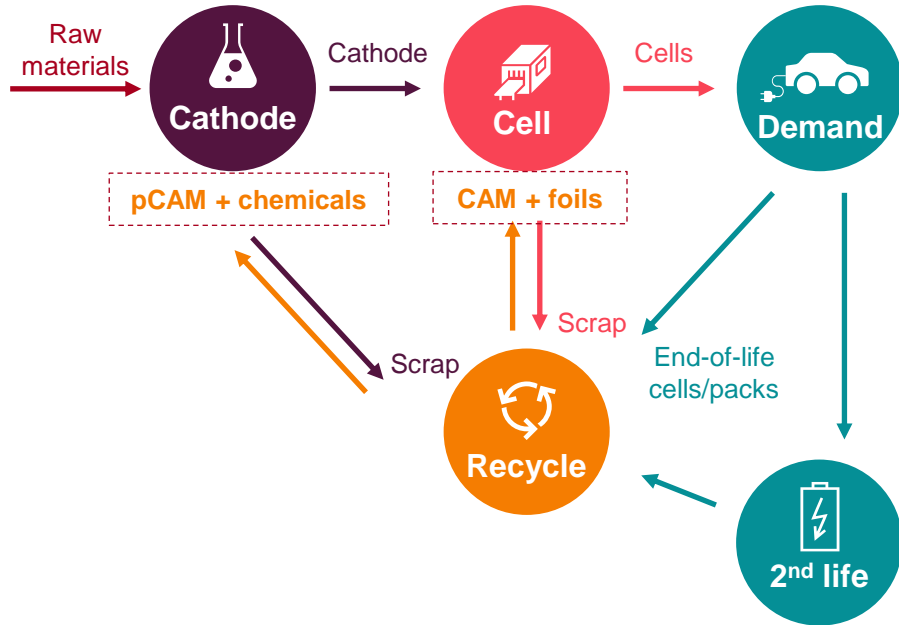 Raw
materials
Cathode
Cathode
Cells
Cell
Demand
pCAM + chemicals
CAM + foils
Scrap
Scrap
End-of-life
cells/packs
Recycle
2nd life